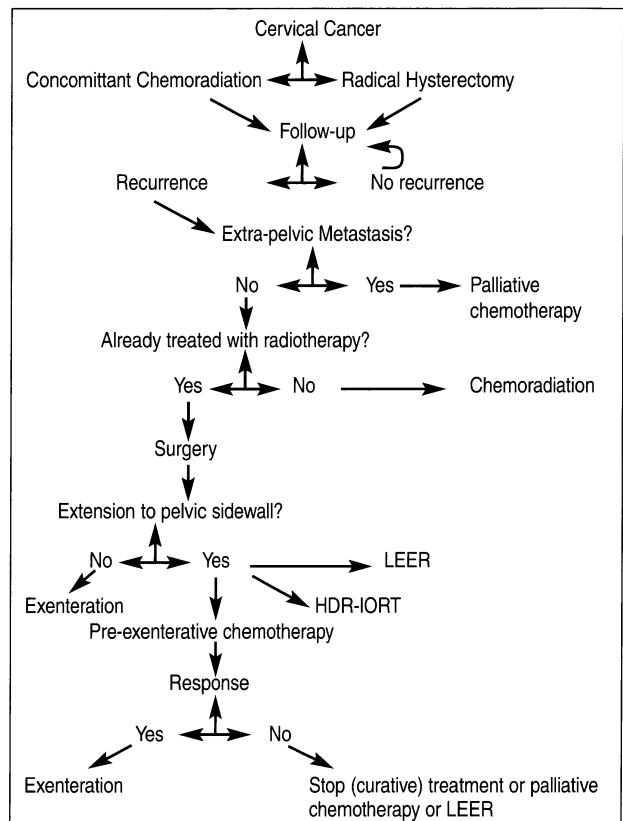 Cervical Cancer
Concomittant Chemoradiation
Radical Hysterectomy
Follow-up
Recurrence
No recurrence
Extra-pelvic Metastasis?
No
Yes
Palliative
chemotherapy
Already treated with radiotherapy?
Yes
No
Chemoradiation
Surgery
Extension to pelvic sidewall?
No
Yes
LEER
Exenteration
HDR-IORT
Pre-exenterative chemotherapy
Response
Yes
No
Exenteration
Stop (curative) treatment or palliative
chemotherapy or LEER